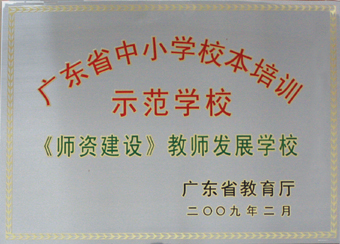 广东省中小学校本培训
示范学校
《师资建设》教师发展学校
广东省教育厅
二〇〇九年二月